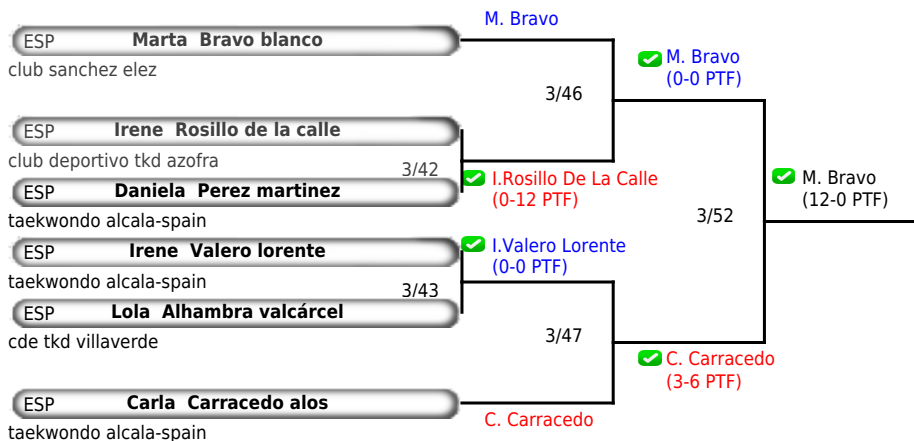 M. Bravo
ESP Marta Bravo blanco
club sanchez elez
M. Bravo
(0-0 PTF)
3/46
ESP Irene Rosillo de la calle
club deportivo tkd azofra
3/42
I.Rosillo De La Calle
(0-12 PTF)
ESP Daniela Perez martinez
taekwondo alcala-spain
M. Bravo
(12-0 PTF)
3/52
ESP Irene Valero lorente
taekwondo alcala-spain
I.Valero Lorente
(0-0 PTF)
3/43
ESP Lola Alhambra valcárcel
cde tkd villaverde
3/47
C. Carracedo
(3-6 PTF)
ESP Carla Carracedo alos
taekwondo alcala-spain
C. Carracedo